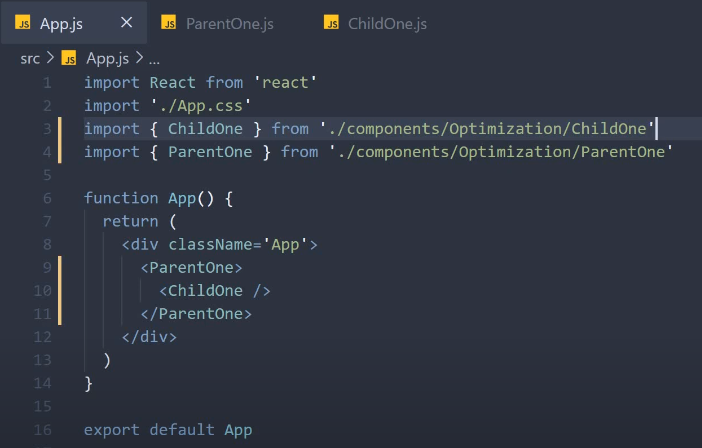 JS App.js × JS ParentOne.js JS ChildOne.js
src > JS App.js > ...
1 import React from 'react'
2 import './App.css'
3 import { ChildOne } from './components/Optimization/ChildOne'
4 import { ParentOne } from './components/Optimization/ParentOne'
5
6 function App() {
7 return (
8 <div className='App'>
9 <ParentOne>
10 <ChildOne />
11 </ParentOne>
12 </div>
13 )
14 }
15
16 export default App